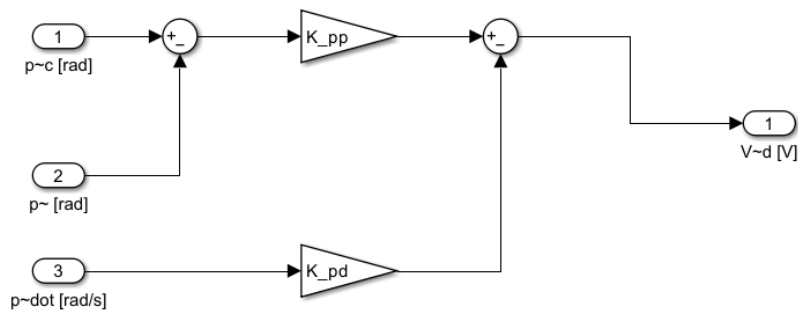 1
p~c [rad]
+
−
K_pp
+
−
1
V~d [V]
2
p~ [rad]
3
p~dot [rad/s]
K_pd